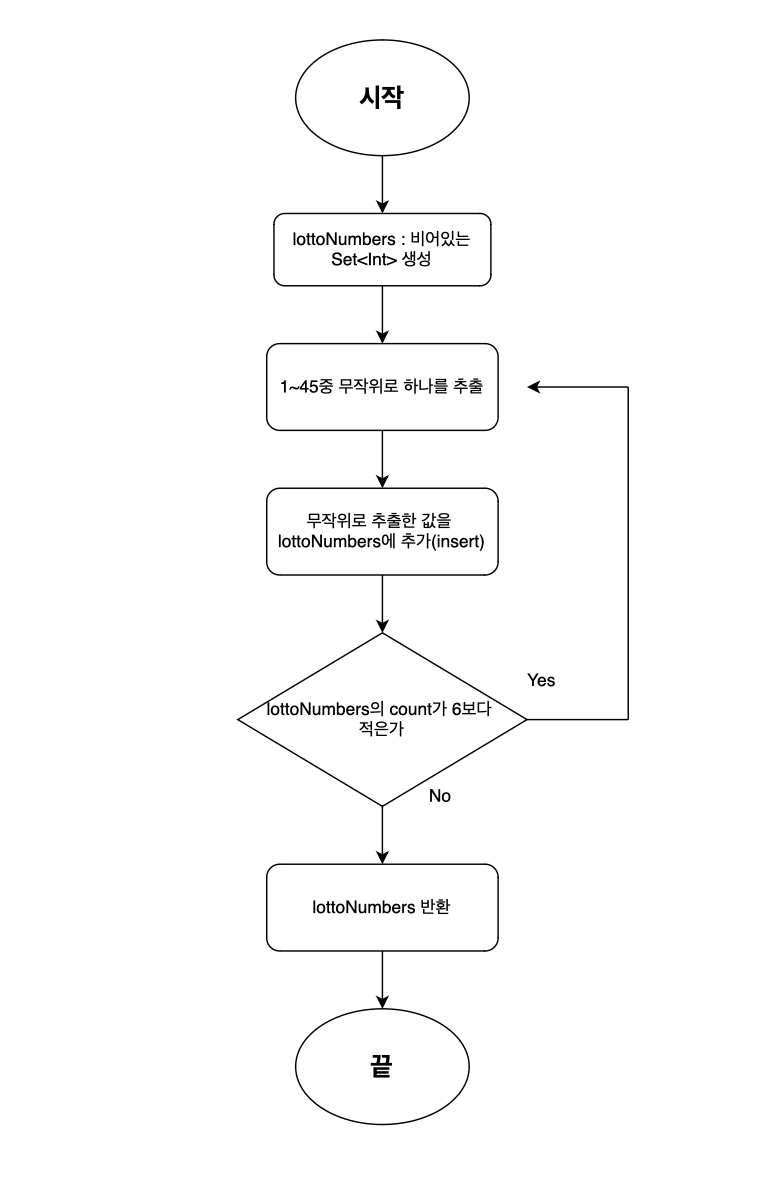 시작
lottoNumbers : 비어있는
Set<Int> 생성
1~45중 무작위로 하나를 추출
무작위로 추출한 값을
lottoNumbers에 추가(insert)
lottoNumbers의 count가 6보다
적은가
Yes
No
lottoNumbers 반환
끝